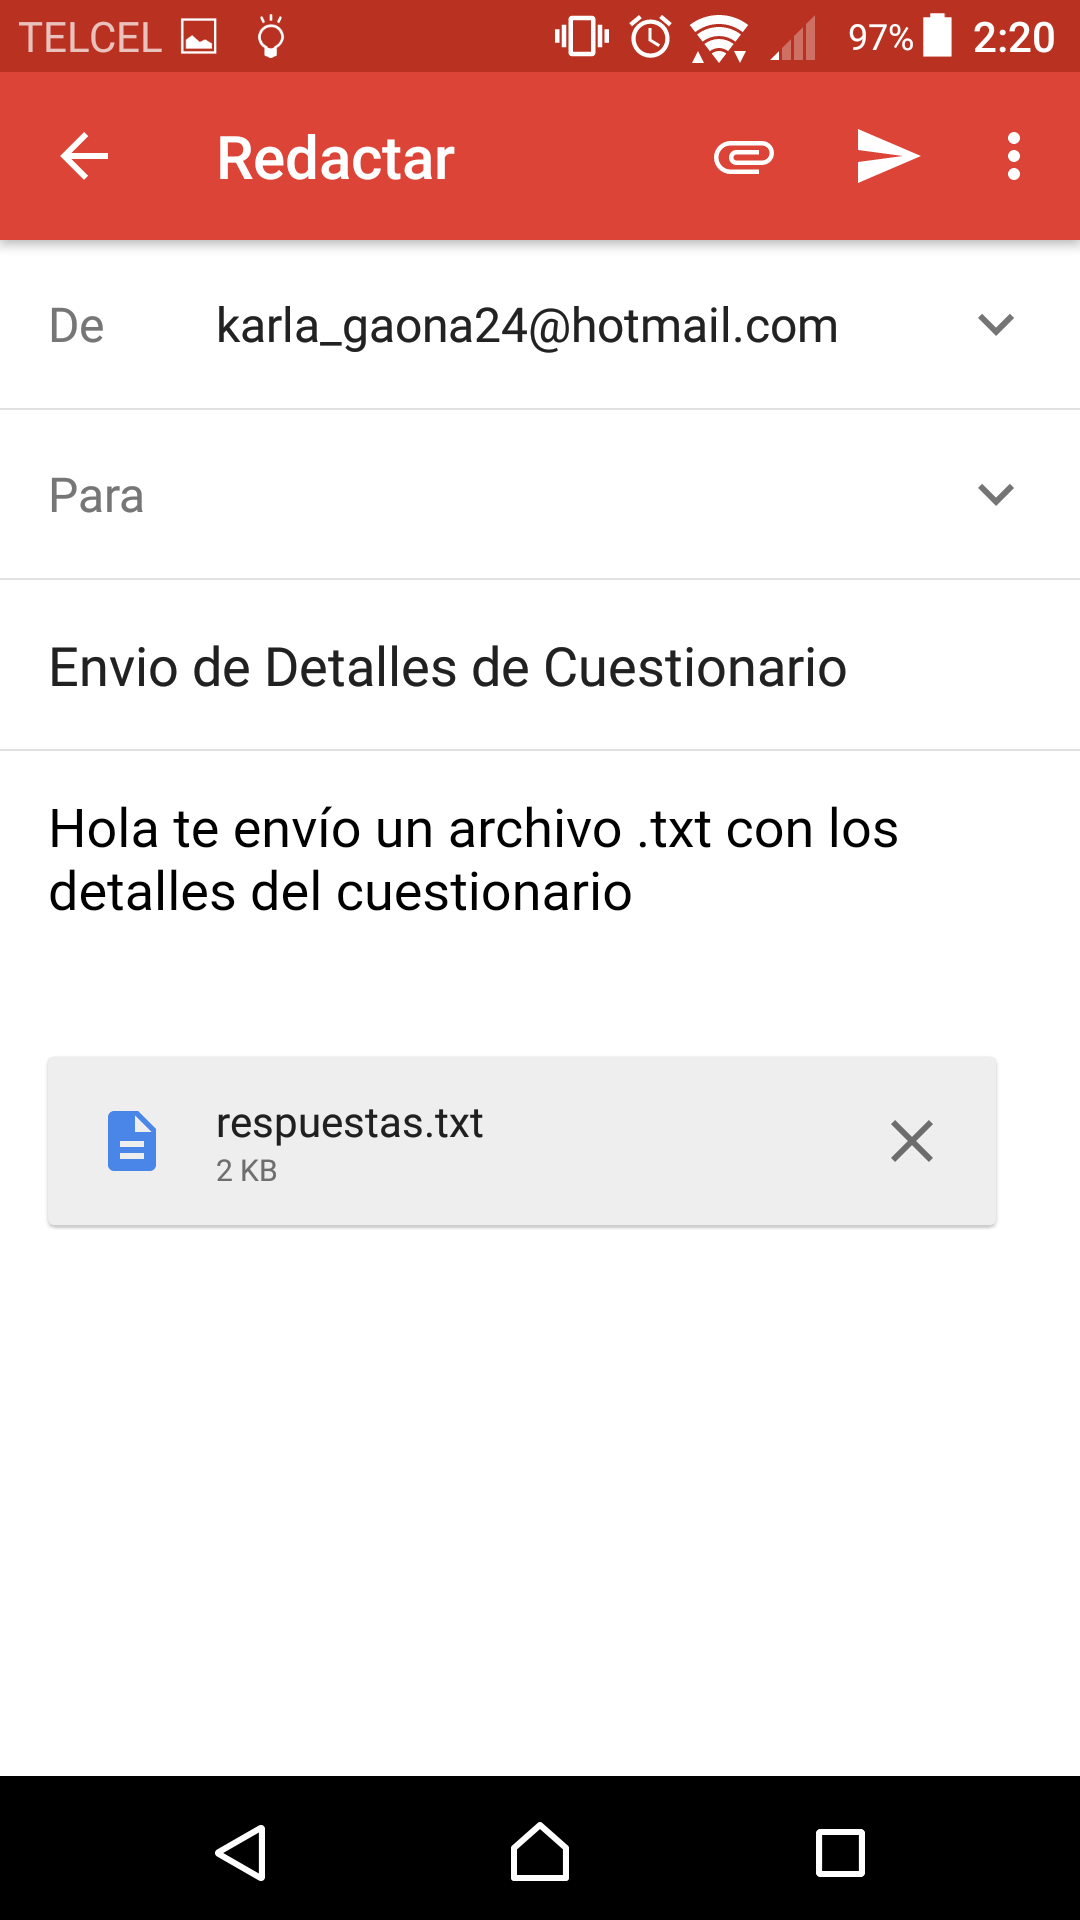 TELCEL 97% 2:20
Redactar
De karla_gaona24@hotmail.com
Para
Envio de Detalles de Cuestionario
Hola te envío un archivo .txt con los
detalles del cuestionario
respuestas.txt
2 KB